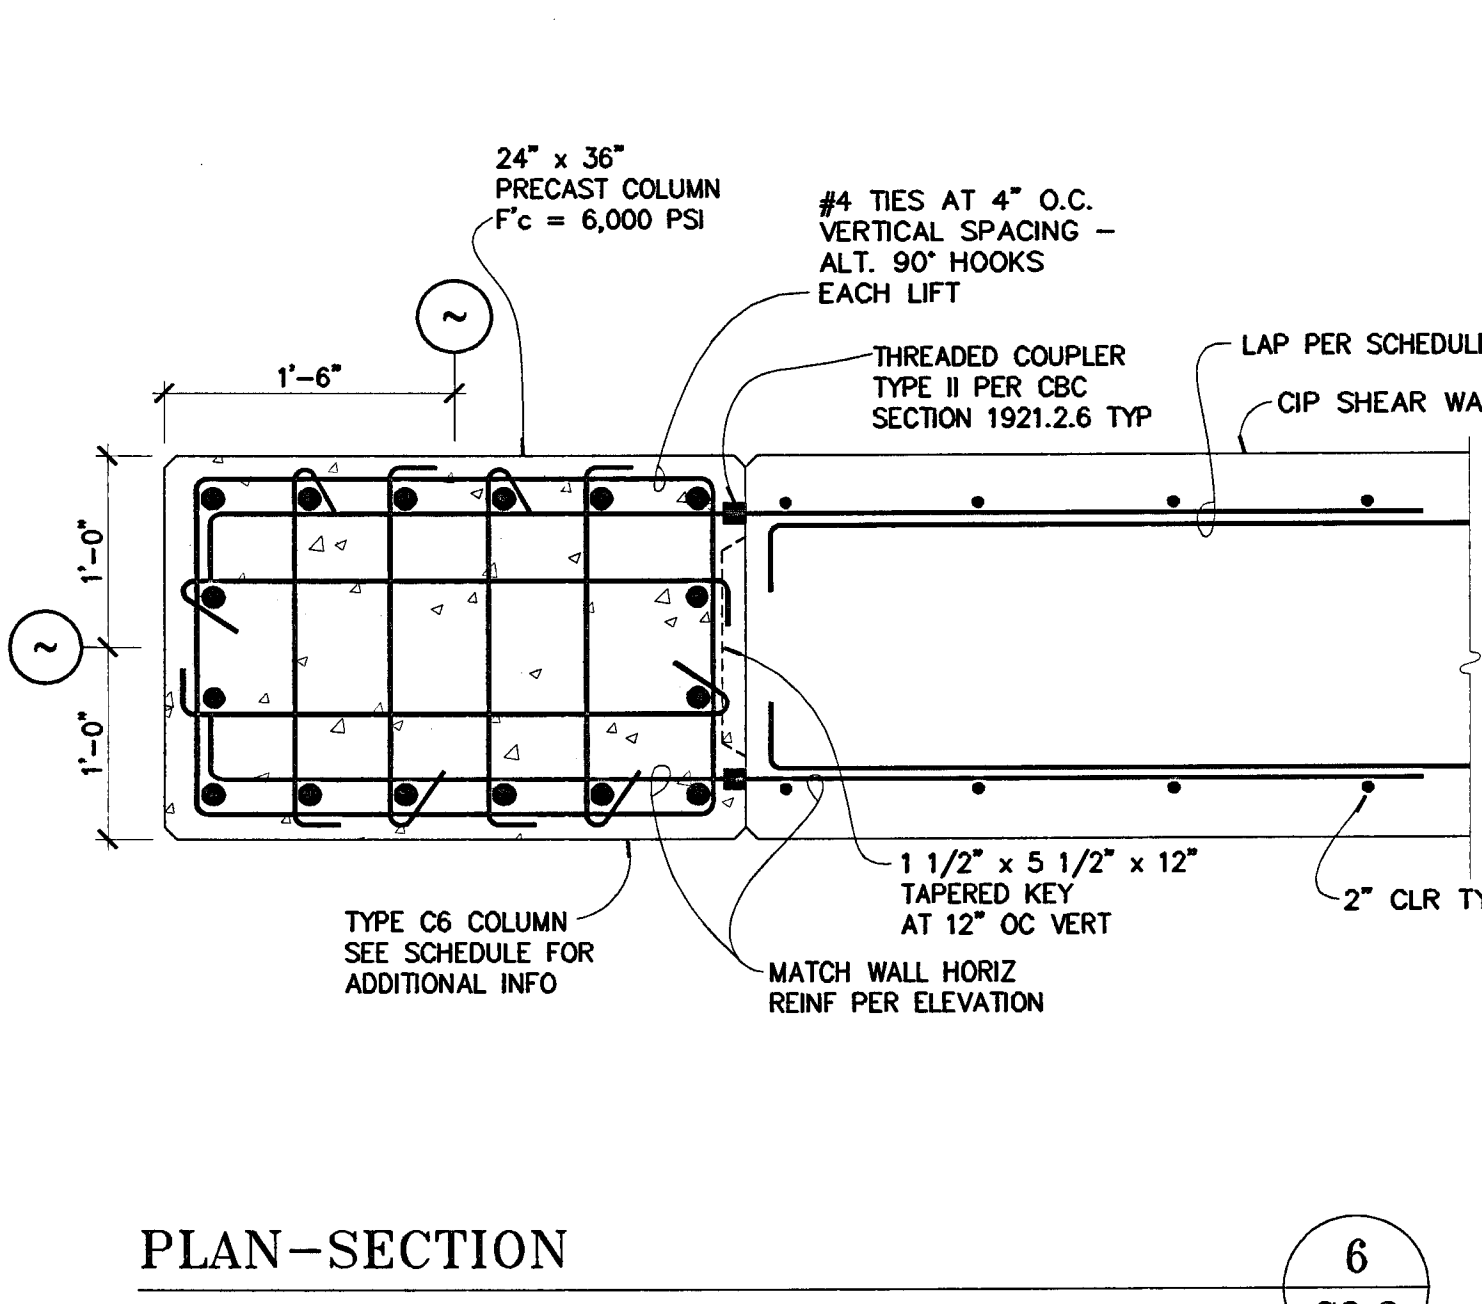 24" x 36"
PRECAST COLUMN
F'c = 6,000 PSI
#4 TIES AT 4" O.C.
VERTICAL SPACING –
ALT. 90° HOOKS
EACH LIFT
THREADED COUPLER
TYPE II PER CBC
SECTION 1921.2.6 TYP
LAP PER SCHEDUL
CIP SHEAR WA
~
1'-6"
1'-0"
~
1'-0"
1 1/2" x 5 1/2" x 12"
TAPERED KEY
AT 12" OC VERT
2" CLR TY
TYPE C6 COLUMN
SEE SCHEDULE FOR
ADDITIONAL INFO
MATCH WALL HORIZ
REINF PER ELEVATION
PLAN-SECTION
6